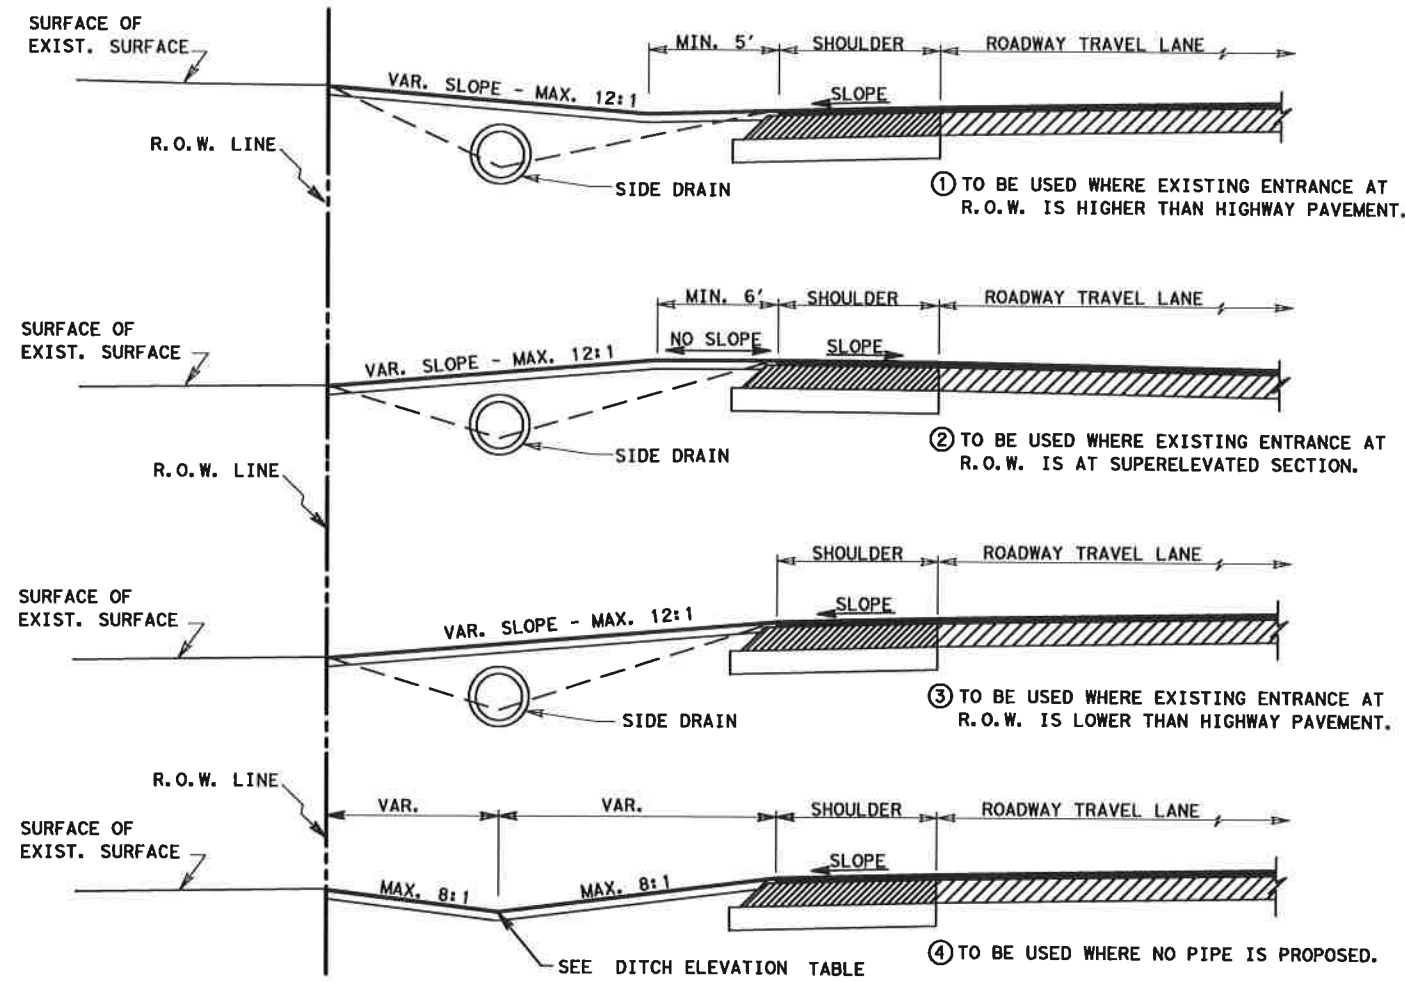 SURFACE OF
EXIST. SURFACE
MIN. 5'
SHOULDER
ROADWAY TRAVEL LANE
VAR. SLOPE - MAX. 12:1
SLOPE
R.O.W. LINE
SIDE DRAIN
① TO BE USED WHERE EXISTING ENTRANCE AT
R.O.W. IS HIGHER THAN HIGHWAY PAVEMENT.
MIN. 6'
SHOULDER
ROADWAY TRAVEL LANE
SURFACE OF
EXIST. SURFACE
NO SLOPE
SLOPE
VAR. SLOPE - MAX. 12:1
SIDE DRAIN
② TO BE USED WHERE EXISTING ENTRANCE AT
R.O.W. IS AT SUPERELEVATED SECTION.
R.O.W. LINE
SHOULDER
ROADWAY TRAVEL LANE
SURFACE OF
EXIST. SURFACE
SLOPE
VAR. SLOPE - MAX. 12:1
SIDE DRAIN
③ TO BE USED WHERE EXISTING ENTRANCE AT
R.O.W. IS LOWER THAN HIGHWAY PAVEMENT.
R.O.W. LINE
VAR.
VAR.
SHOULDER
ROADWAY TRAVEL LANE
SURFACE OF
EXIST. SURFACE
SLOPE
MAX. 8:1
MAX. 8:1
④ TO BE USED WHERE NO PIPE IS PROPOSED.
SEE DITCH ELEVATION TABLE